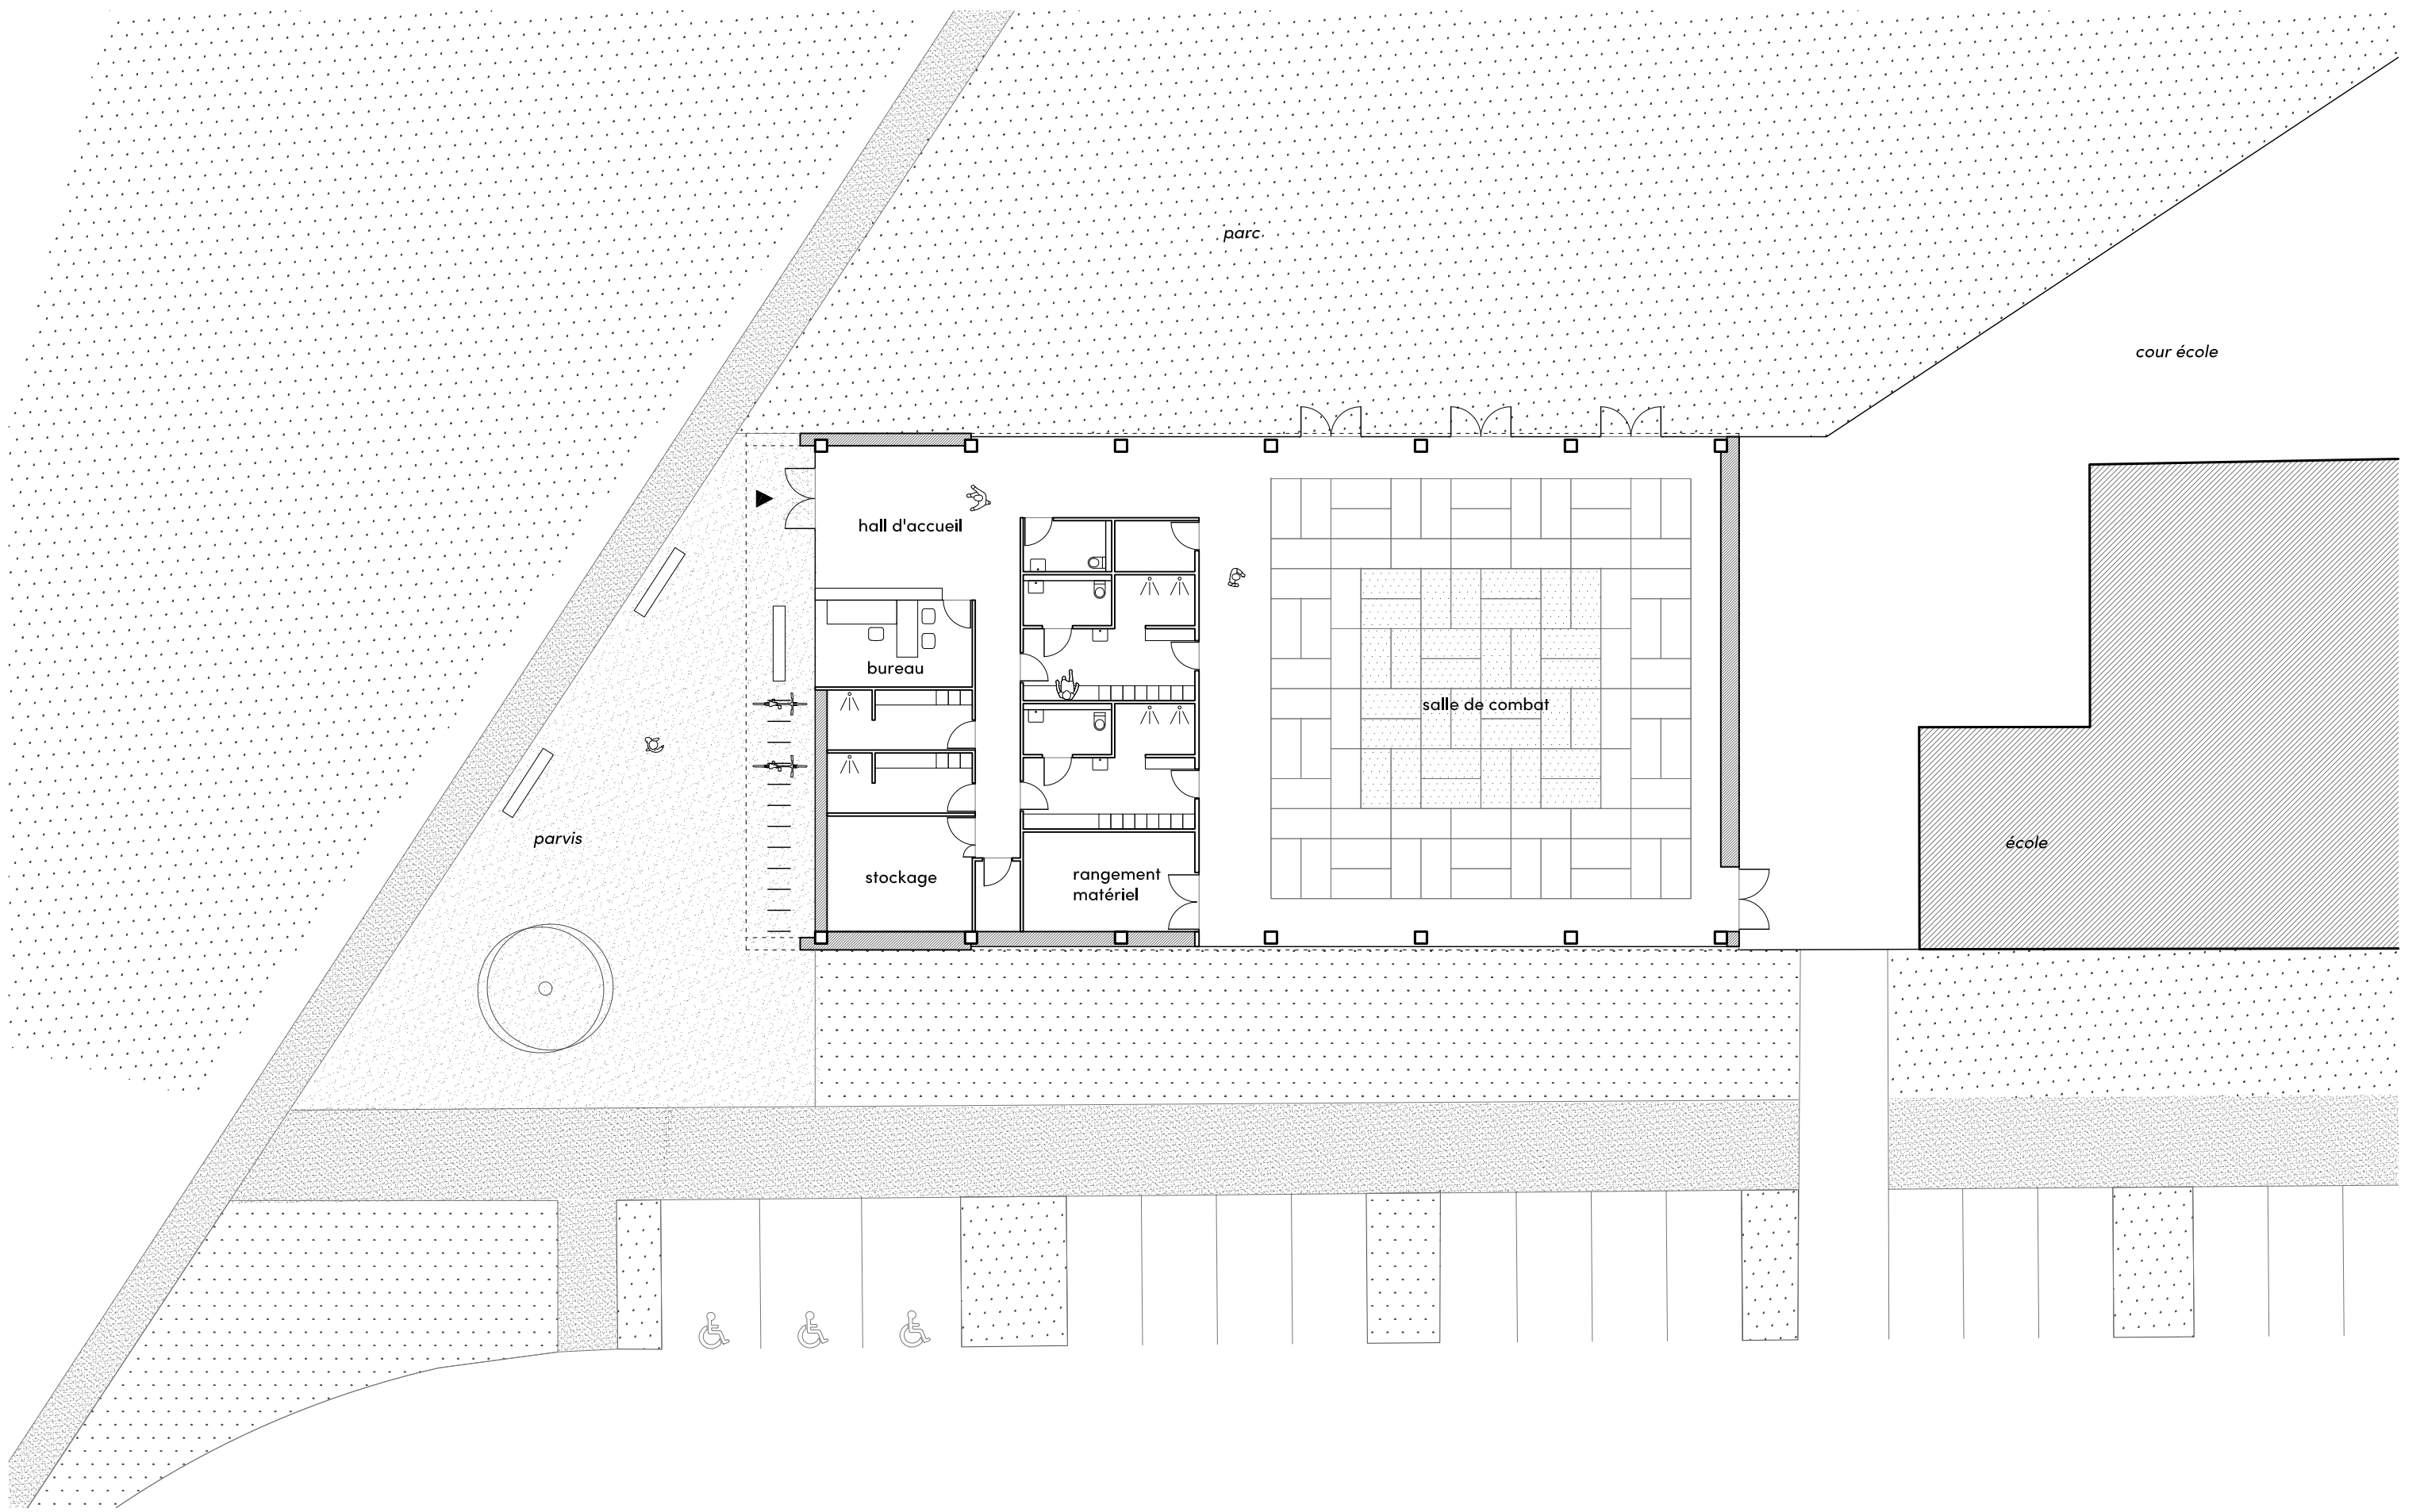 parc
cour école
hall d'accueil
bureau
salle de combat
parvis
école
stockage
rangement
matériel